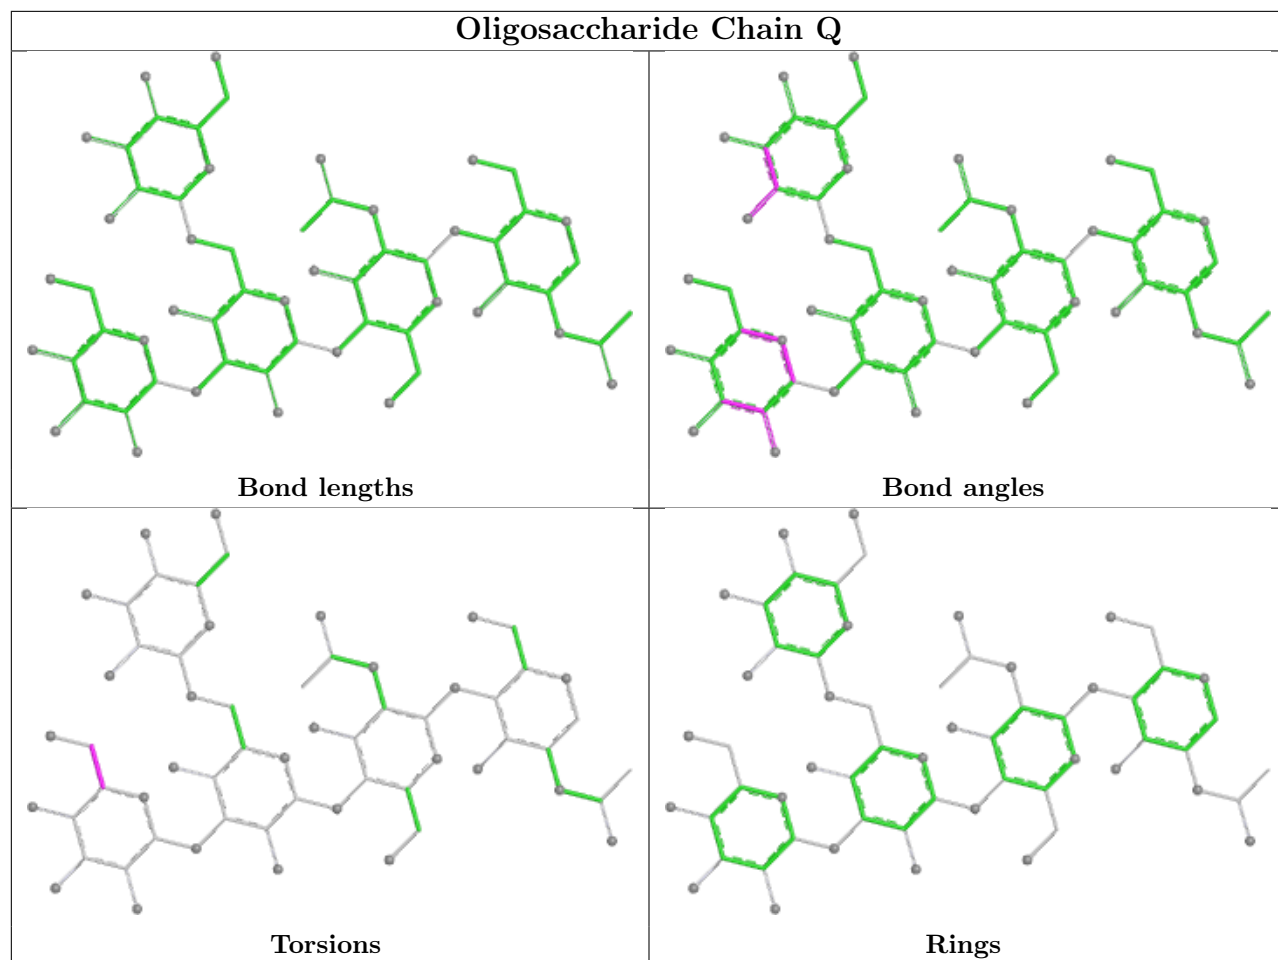 Oligosaccharide Chain Q
Bond lengths
Bond angles
Torsions
Rings